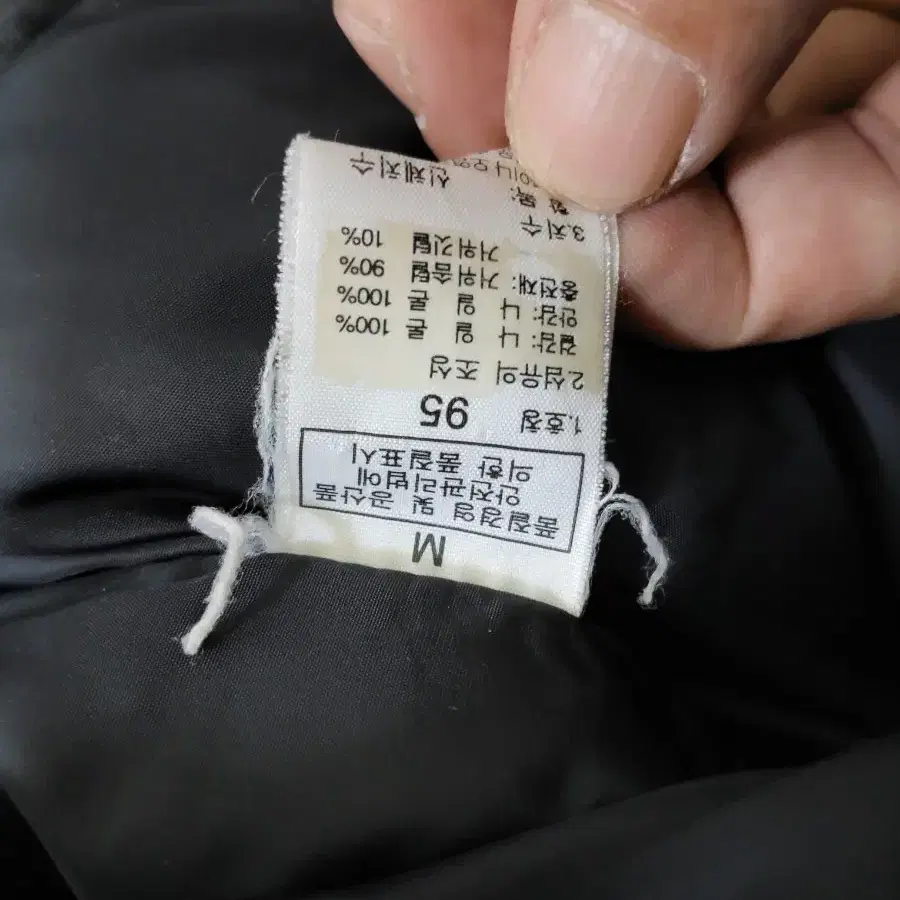 M
품질경영 및 공산품
안전관리법에
의한 품질표시
1.호칭 95
2.섬유의 조성
겉감: 나 일 론 100%
안감: 나 일 론 100%
충전재: 거위솜털 90%
거위깃털 10%
3.치수
항 목: 신체치수